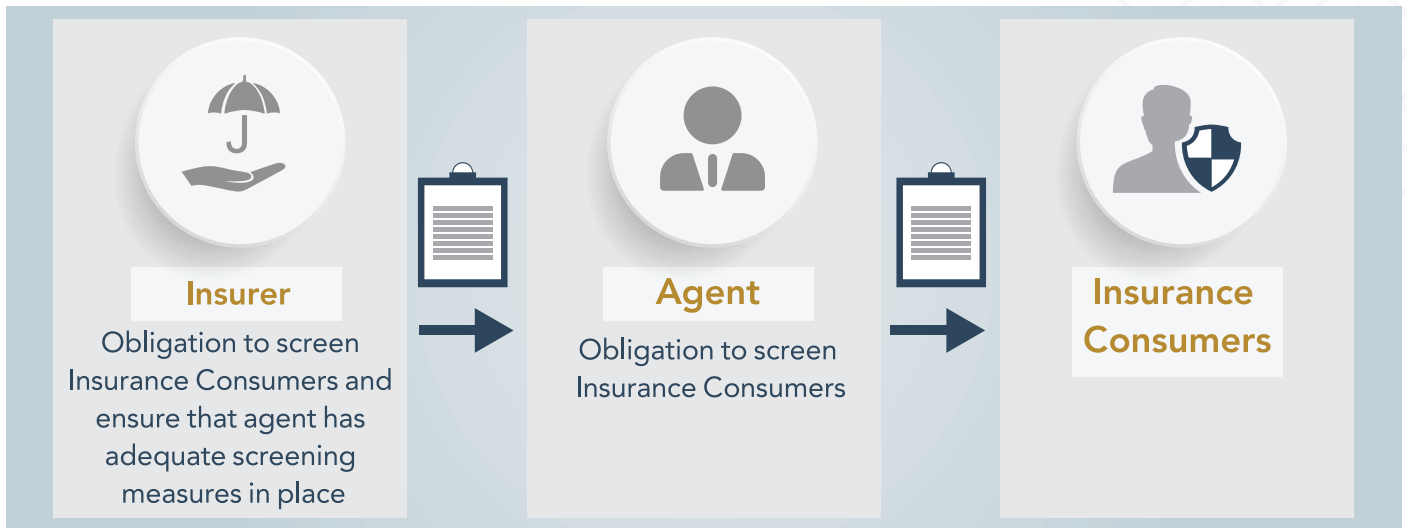 Insurer
Obligation to screen
Insurance Consumers and
ensure that agent has
adequate screening
measures in place
Agent
Obligation to screen
Insurance Consumers
Insurance
Consumers